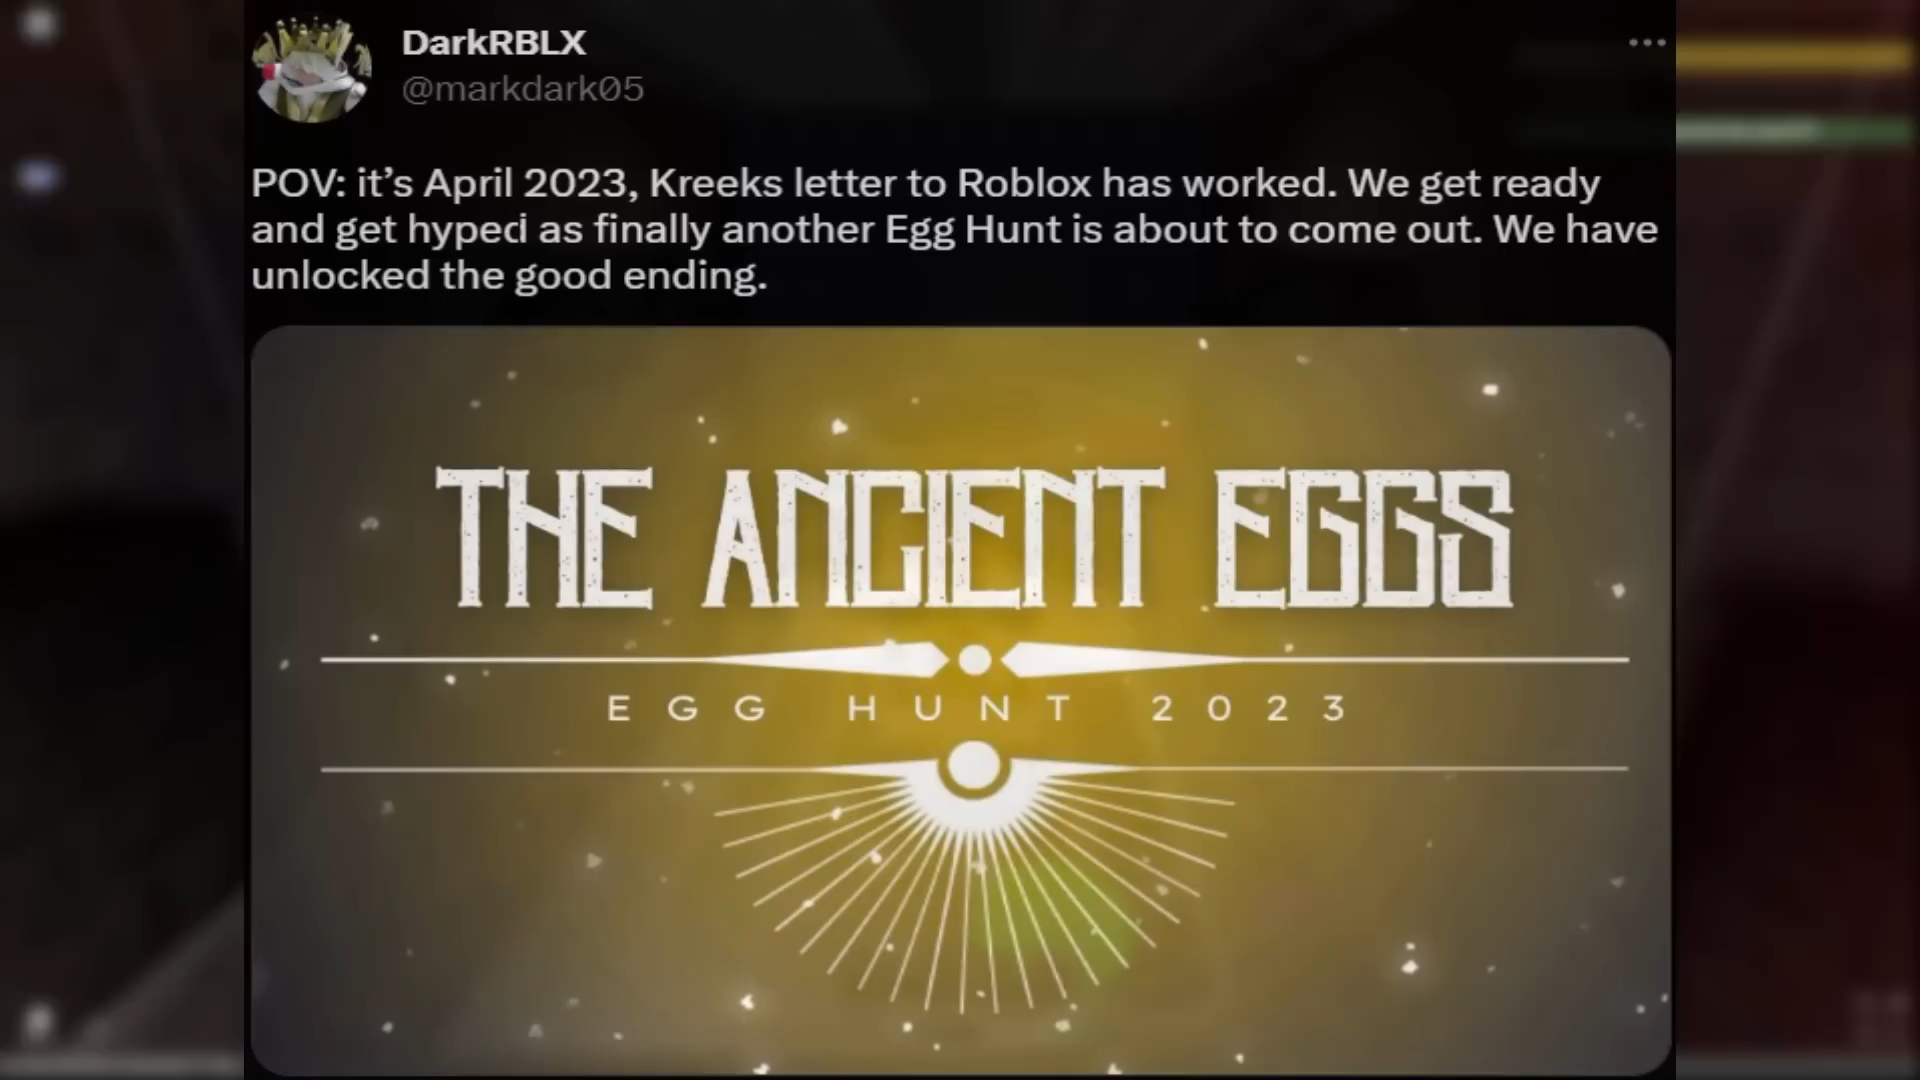 DarkRBLX
@markdark05
POV: it's April 2023, Kreeks letter to Roblox has worked. We get ready
and get hyped as finally another Egg Hunt is about to come out. We have
unlocked the good ending.
THE ANCIENT EGGS
EGG HUNT 2023